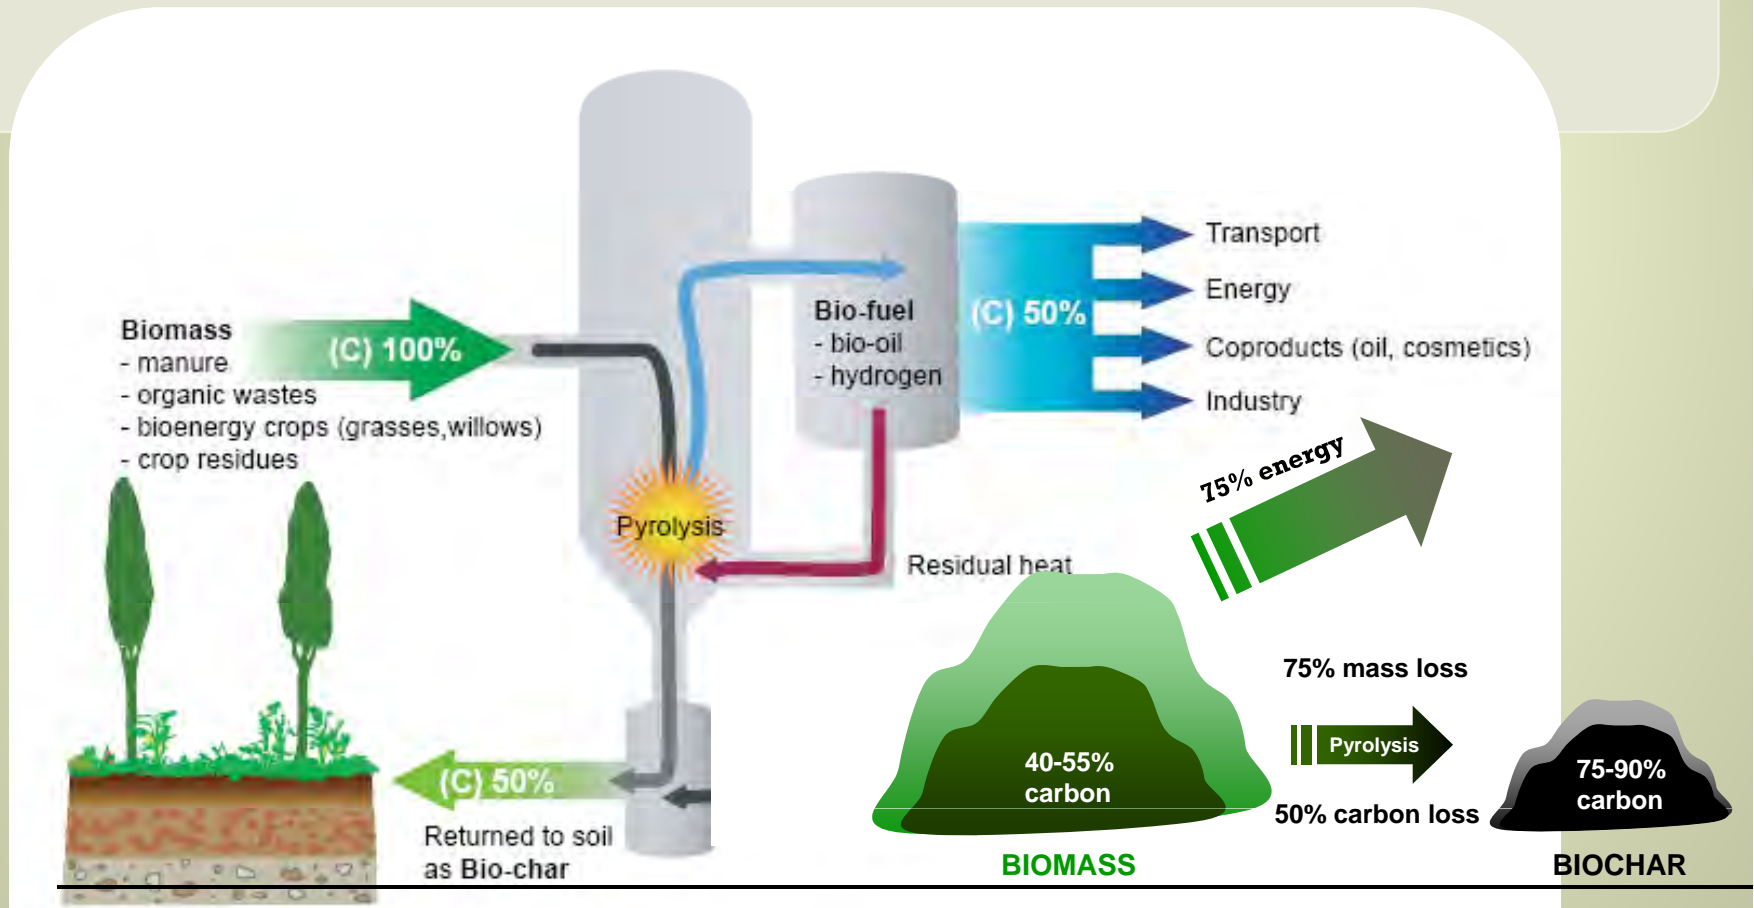 Biomass
- manure
- organic wastes
- bioenergy crops (grasses,willows)
- crop residues
(C) 100%
Pyrolysis
Bio-fuel
- bio-oil
- hydrogen
(C) 50%
Transport
Energy
Coproducts (oil, cosmetics)
Industry
Residual heat
(C) 50%
Returned to soil
as Bio-char
75% energy
40-55%
carbon
BIOMASS
75% mass loss
Pyrolysis
50% carbon loss
75-90%
carbon
BIOCHAR